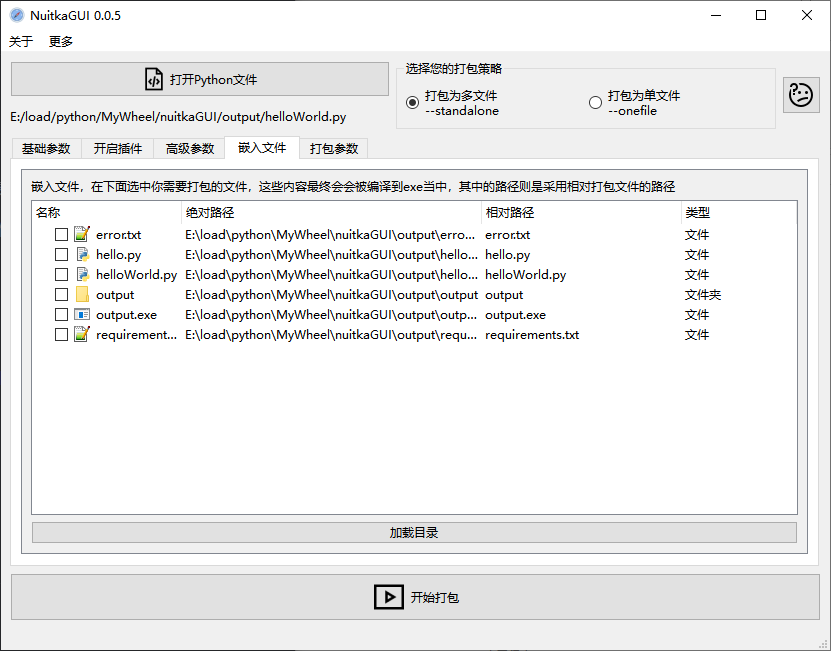 NuitkaGUI 0.0.5
关于 更多
打开Python文件
选择您的打包策略
打包为多文件
--standalone
打包为单文件
--onefile
E:/load/python/MyWheel/nuitkaGUI/output/helloWorld.py
基础参数 开启插件 高级参数 嵌入文件 打包参数
嵌入文件，在下面选中你需要打包的文件，这些内容最终会会被编译到exe当中，其中的路径则是采用相对打包文件的路径
名称 绝对路径 相对路径 类型
error.txt E:\load\python\MyWheel\nuitkaGUI\output\erro... error.txt 文件
hello.py E:\load\python\MyWheel\nuitkaGUI\output\hello... hello.py 文件
helloWorld.py E:\load\python\MyWheel\nuitkaGUI\output\hello... helloWorld.py 文件
output E:\load\python\MyWheel\nuitkaGUI\output\output output 文件夹
output.exe E:\load\python\MyWheel\nuitkaGUI\output\outp... output.exe 文件
requirement... E:\load\python\MyWheel\nuitkaGUI\output\requ... requirements.txt 文件
加载目录
开始打包